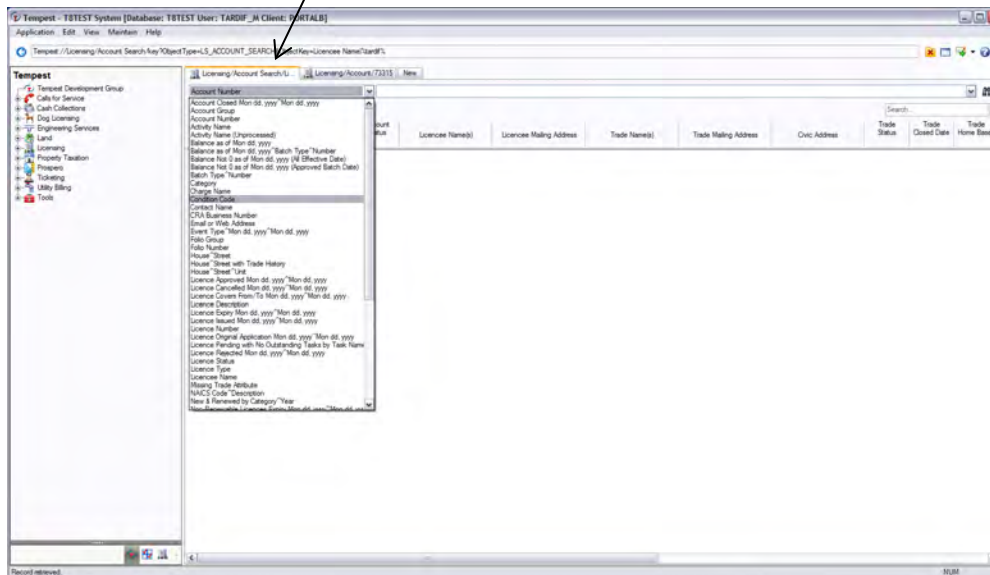 Tempest - TBTEST System [Database: TBTEST User: TARDIF_M Client: PORTALB]
Application Edit View Maintain Help
Tempest
Licensing/Account Search/Li... Licensing/Account/73315 New
Tempest Development Group
Calls for Service
Cash Collections
Dog Licensing
Engineering Services
Land
Licensing
Property Taxation
Prospero
Ticketing
Utility Billing
Tools
Account Number
Search...
Licencee Name(s) Licencee Mailing Address Trade Name(s) Trade Mailing Address Civic Address Trade Status Trade Closed Date Trade Home Base
Account Closed Mon dd, yyyy~Mon dd, yyyy
Account Group
Account Number
Activity Name
Activity Name (Unprocessed)
Balance as of Mon dd, yyyy
Balance as of Mon dd, yyyy~Batch Type~Number
Balance Not 0 as of Mon dd, yyyy (All Effective Date)
Balance Not 0 as of Mon dd, yyyy (Approved Batch Date)
Batch Type~Number
Category
Charge Name
Condition Code
Contact Name
CRA Business Number
Email or Web Address
Event Type~Mon dd, yyyy~Mon dd, yyyy
Folio Group
Folio Number
House~Street
House~Street with Trade History
House~Street~Unit
Licence Approved Mon dd, yyyy~Mon dd, yyyy
Licence Cancelled Mon dd, yyyy~Mon dd, yyyy
Licence Covers From/To Mon dd, yyyy~Mon dd, yyyy
Licence Description
Licence Expiry Mon dd, yyyy~Mon dd, yyyy
Licence Issued Mon dd, yyyy~Mon dd, yyyy
Licence Number
Licence Original Application Mon dd, yyyy~Mon dd, yyyy
Licence Pending with No Outstanding Tasks by Task Name
Licence Rejected Mon dd, yyyy~Mon dd, yyyy
Licence Status
Licence Type
Licencee Name
Missing Trade Attribute
NAICS Code~Description
New & Renewed by Category~Year
Record retrieved.
NUM